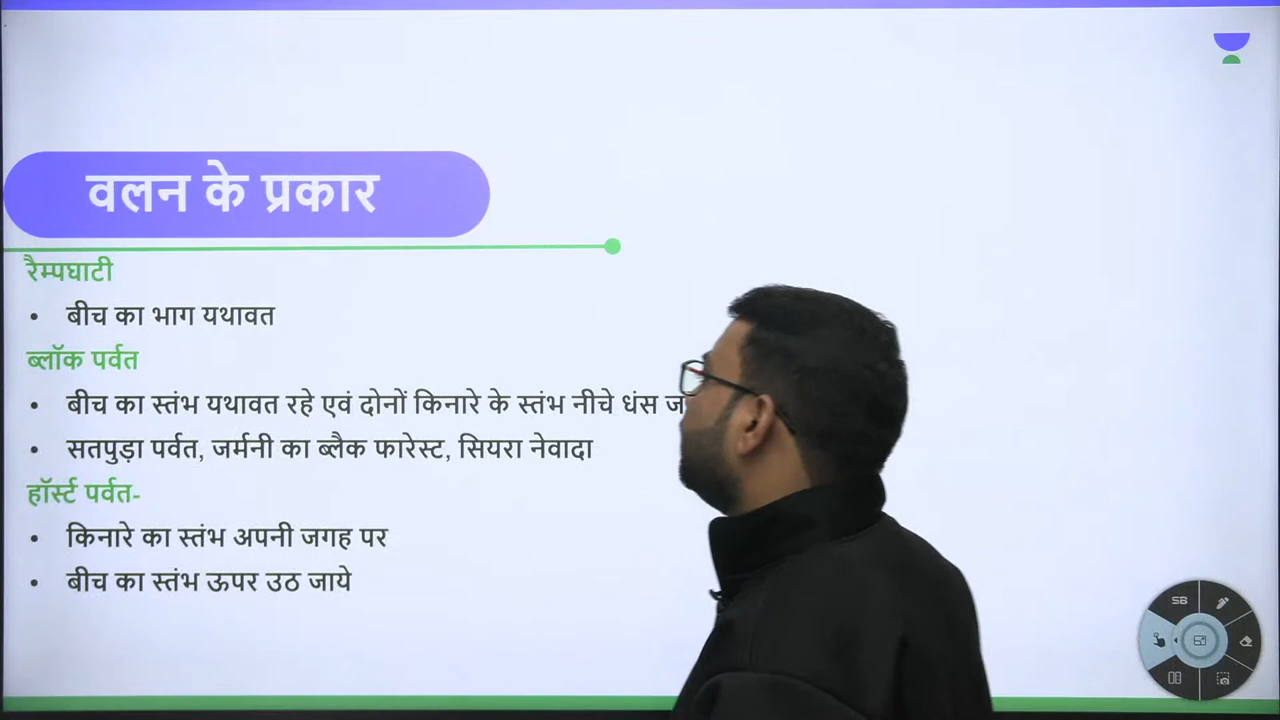 वलन के प्रकार
रैम्पघाटी
• बीच का भाग यथावत
ब्लॉक पर्वत
• बीच का स्तंभ यथावत रहे एवं दोनों किनारे के स्तंभ नीचे धंस
• सतपुड़ा पर्वत, जर्मनी का ब्लैक फारेस्ट, सियरा नेवादा
हॉर्स्ट पर्वत-
• किनारे का स्तंभ अपनी जगह पर
• बीच का स्तंभ ऊपर उठ जाये
SB